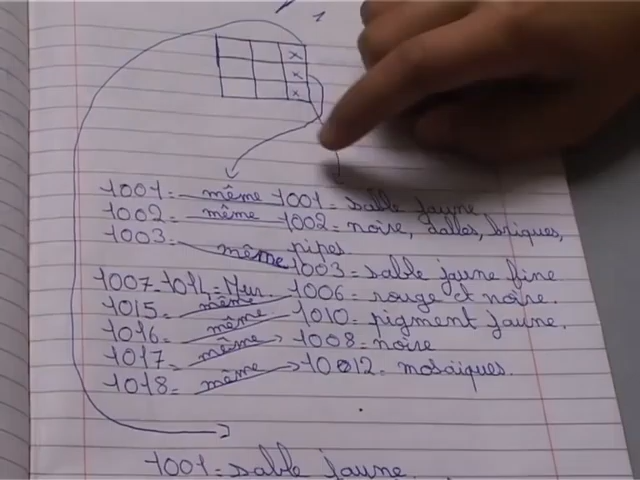 1
x
x
x
1001 = même 1001 = sable jaune
1002 = même 1002 = noire, dalles, briques,
pipes
1003 = même 1003 = sable jaune fine
1007-1014 = Mur. 1006 = rouge et noire.
1015 = même 1010 = pigment jaune.
1016 = même 1008 = noire
1017 = même 10012 = mosaïques.
1018 = même
1001 = sable jaune